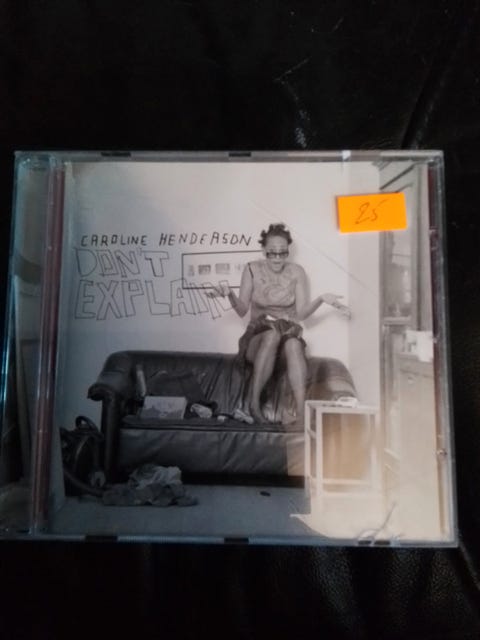 CAROLINE HENDERSON
DON'T
EXPLAIN
25